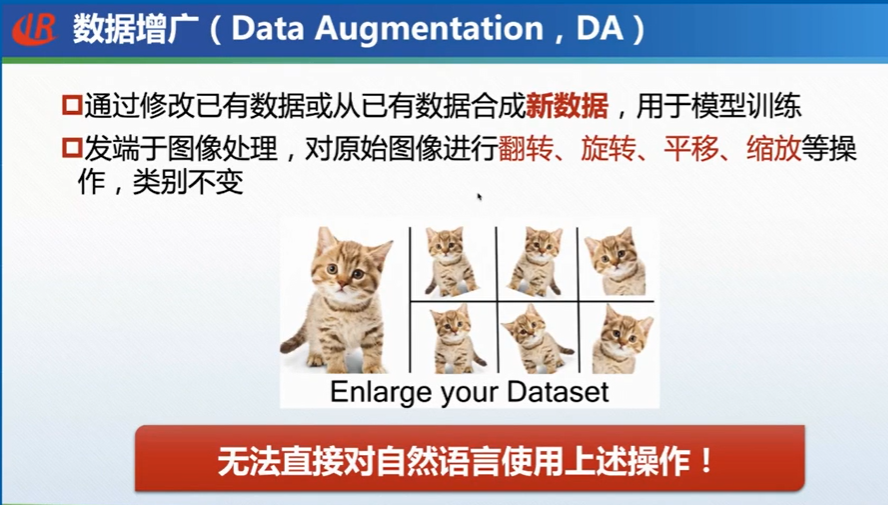 IR
数据增广（Data Augmentation，DA）
通过修改已有数据或从已有数据合成新数据，用于模型训练
发端于图像处理，对原始图像进行翻转、旋转、平移、缩放等操
作，类别不变
Enlarge your Dataset
无法直接对自然语言使用上述操作！